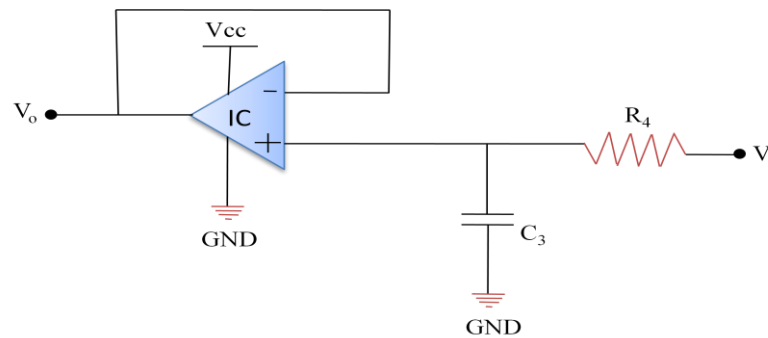 Vcc
R₄
Vₒ
-
IC
+
V
C₃
GND
GND